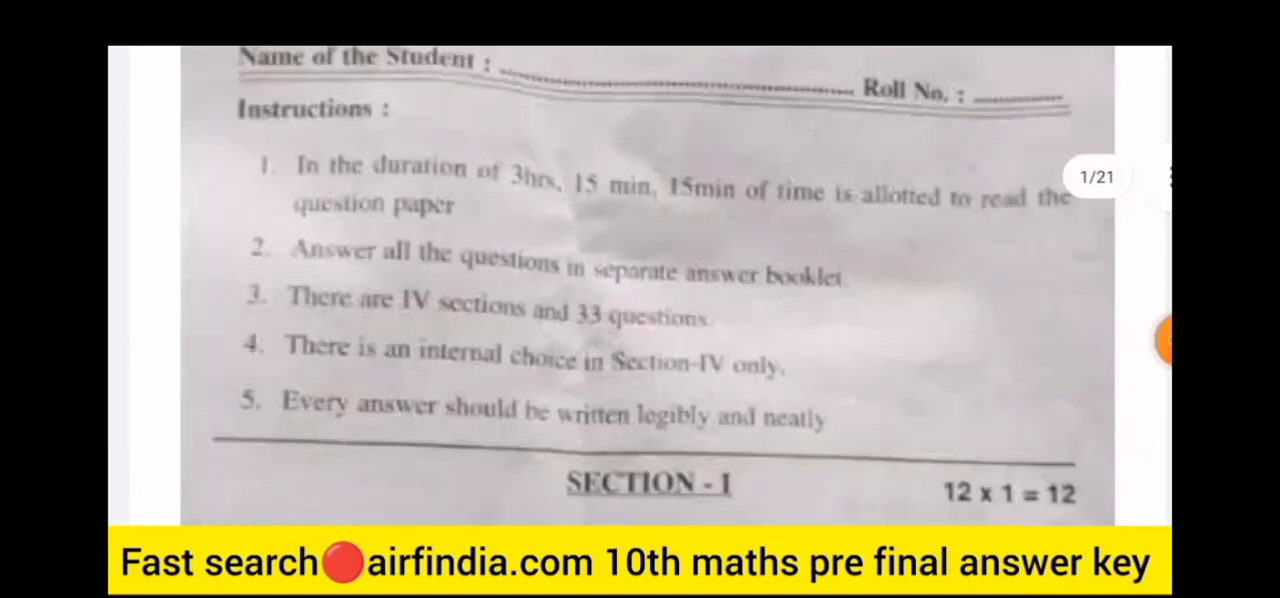 Name of the Student : Roll No. :
Instructions :
1. In the duration of 3hrs, 15 min, 15min of time is allotted to read the
1/21
question paper
2. Answer all the questions in separate answer booklet.
3. There are IV sections and 33 questions.
4. There is an internal choice in Section-IV only.
5. Every answer should be written legibly and neatly
SECTION - I
12 x 1 = 12
Fast search🔴airfindia.com 10th maths pre final answer key